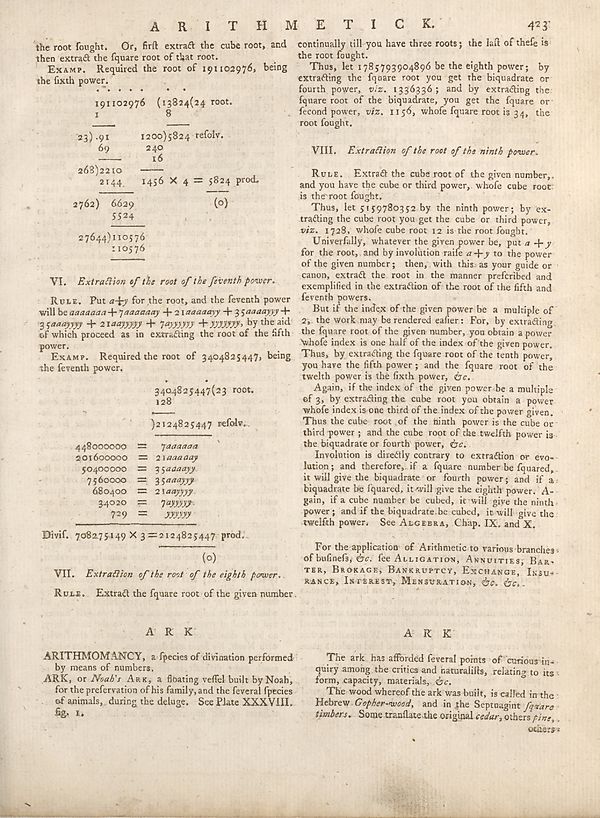 ARITHMETICK.
423
the root ſought. Or, firſt extract the cube root, and
then extract the ſquare root of that root.
EXAMP. Required the root of 191102976, being
the ſixth power.
191102976 (13824(24 root.
1 8
23) .91 1200)5824 reſolv.
69 240
16
268)2210
2144 1456 X 4 = 5824 prod.
2762) 6629 (0)
5524
27644)110576
110576
VI. Extraction of the root of the ſeventh power.
RULE. Put a+y for the root, and the ſeventh power
will be aaaaaaa+7aaaaaay + 21aaaaayy + 35aaaayyy +
35aaayyyy + 21aayyyyy + 7ayyyyyy + yyyyyyy, by the aid
of which proceed as in extracting the root of the fifth
power.
EXAMP. Required the root of 3404825447, being
the ſeventh power.
3404825447(23 root.
128
)2124825447 reſolv.
448000000 = 7aaaaaa
201600000 = 21aaaaay
50400000 = 35aaaayy
7560000 = 35aaayyy
680400 = 21aayyyy
34020 = 7ayyyyy
729 = yyyyyy
Diviſ. 708275149 X 3 = 2124825447 prod.
(0)
VII. Extraction of the root of the eighth power.
RULE. Extract the ſquare root of the given number
continually till you have three roots; the laſt of theſe is
the root ſought.
Thus, let 1785793904896 be the eighth power; by
extracting the ſquare root you get the biquadrate or
fourth power, viz. 1336336; and by extracting the
ſquare root of the biquadrate, you get the ſquare or
ſecond power, viz. 1156, whoſe ſquare root is 34, the
root ſought.
VIII. Extraction of the root of the ninth power.
RULE. Extract the cube root of the given number,
and you have the cube or third power, whoſe cube root
is the root ſought.
Thus, let 5159780352 by the ninth power; by ex-
tracting the cube root you get the cube or third power,
viz. 1728, whoſe cube root 12 is the root ſought.
Univerſally, whatever the given power be, put a + y
for the root, and by involution raiſe a+y to the power
of the given number; then, with this as your guide or
canon, extract the root in the manner preſcribed and
exemplified in the extraction of the root of the fifth and
ſeventh powers.
But if the index of the given power be a multiple of
2, the work may be rendered eaſier: For, by extracting
the ſquare root of the given number, you obtain a power
whoſe index is one half of the index of the given power.
Thus, by extracting the ſquare root of the tenth power,
you have the fifth power; and the ſquare root of the
twelth power is the ſixth power, &c.
Again, if the index of the given power be a multiple
of 3, by extracting the cube root you obtain a power
whoſe index is one third of the index of the power given.
Thus the cube root of the ninth power is the cube or
third power; and the cube root of the twelfth power is
the biquadrate or fourth power, &c.
Involution is directly contrary to extraction or evo-
lution; and therefore, if a ſquare number be ſquared,
it will give the biquadrate or fourth power; and if a
biquadrate be ſquared, it will give the eighth power. A-
gain, if a cube number be cubed, it will give the ninth
power; and if the biquadrate be cubed, it will give the
twelfth power. See ALGEBRA, Chap. IX. and X.
For the application of Arithmetic to various branches
of buſineſs, &c. ſee ALLIGATION, ANNUITIES, BAR-
TER, BROKAGE, BANKRUPTCY, EXCHANGE, INSU-
RANCE, INTEREST, MENSURATION, &c. &c.
ARK
ARITHMOMANCY, a ſpecies of divination performed
by means of numbers.
ARK, or Noah's ARK, a floating veſſel built by Noah,
for the preſervation of his family, and the ſeveral ſpecies
of animals, during the deluge. See Plate XXXVIII.
fig. 1.
ARK
The ark has afforded ſeveral points of curious in-
quiry among the critics and naturaliſts, relating to its
form, capacity, materials, &c.
The wood whereof the ark was built, is called in the
Hebrew Gopher-wood, and in the Septuagint ſquare
timbers. Some tranſlate the original cedar, others pine,
others